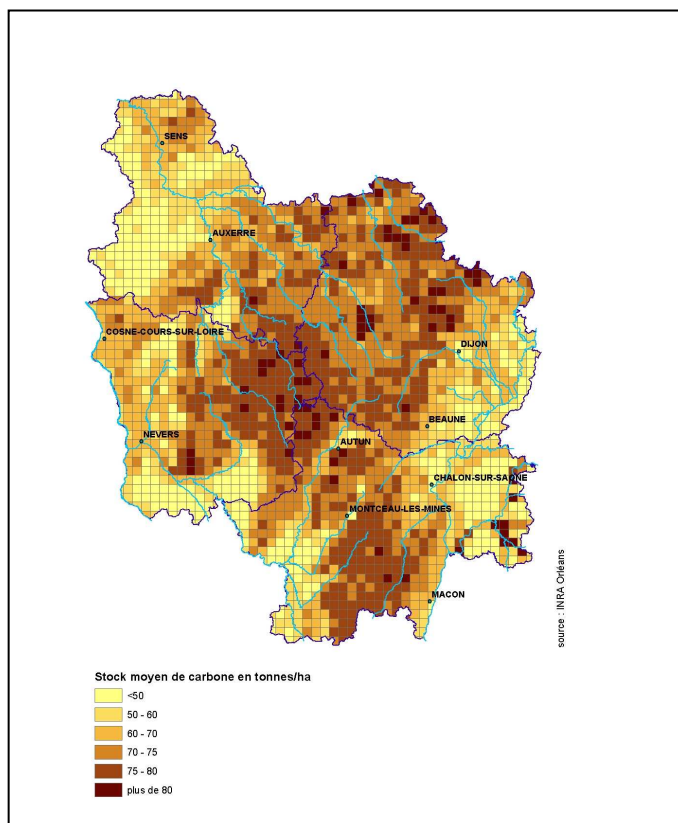 SENS
AUXERRE
COSNE-COURS-SUR-LOIRE
DIJON
BEAUNE
NEVERS
AUTUN
CHALON-SUR-SAONE
MONTCEAU-LES-MINES
MACON
source : INRA Orléans
Stock moyen de carbone en tonnes/ha
<50
50 - 60
60 - 70
70 - 75
75 - 80
plus de 80